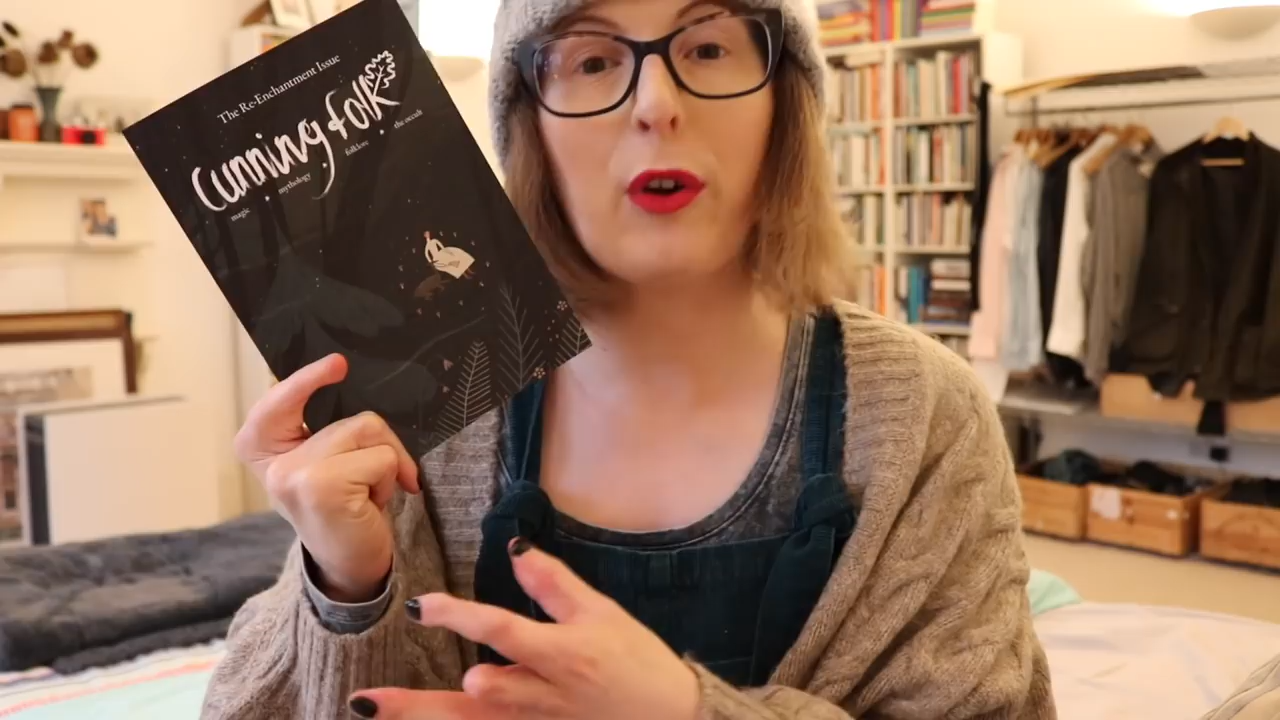 The Re-Enchantment Issue
Cunning folk
magic mythology folklore the occult